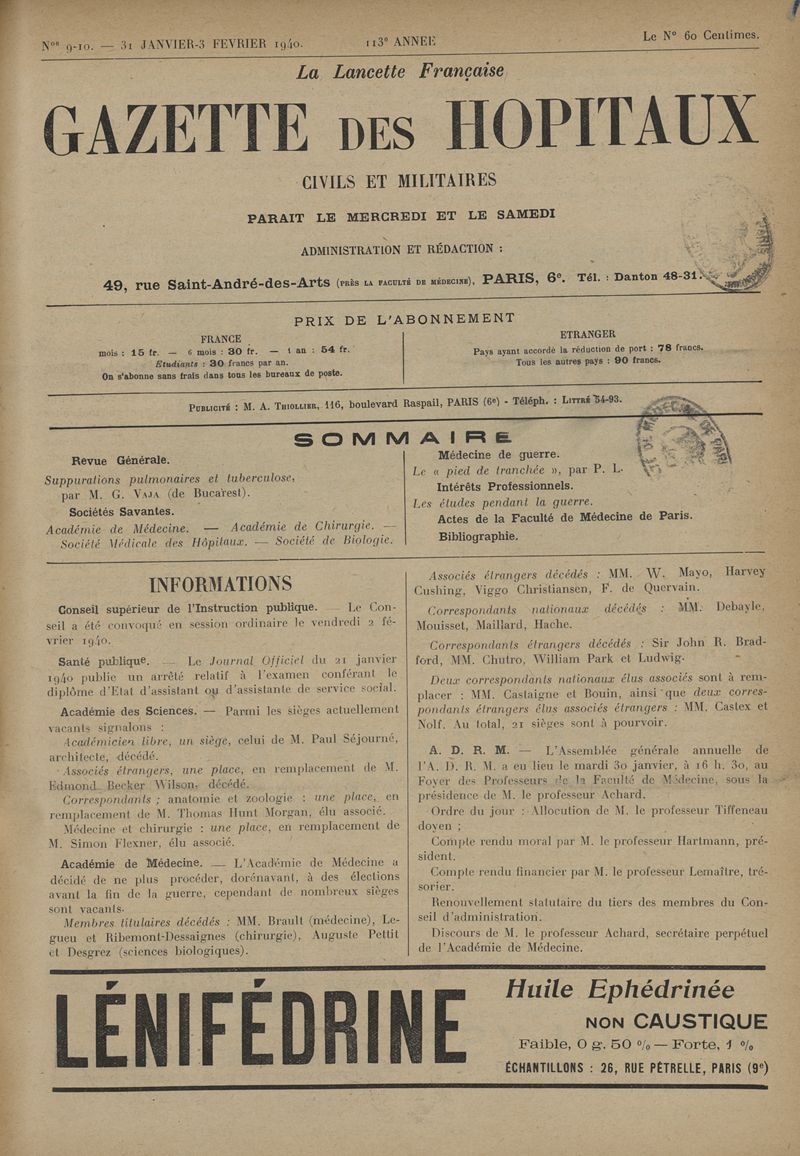 Nos 9-10. — 31 JANVIER-3 FEVRIER 1940.
113e ANNEE
Le N° 60 Centimes.
La Lancette Française
GAZETTE DES HOPITAUX
CIVILS ET MILITAIRES
PARAIT LE MERCREDI ET LE SAMEDI
ADMINISTRATION ET RÉDACTION :
49, rue Saint-André-des-Arts (PRÈS LA FACULTÉ DE MÉDECINE), PARIS, 6e. Tél. : Danton 48-31.
PRIX DE L'ABONNEMENT
FRANCE
mois : 15 fr. — 6 mois : 30 fr. — 1 an : 54 fr.
Etudiants : 30 francs par an.
On s'abonne sans frais dans tous les bureaux de poste.
ETRANGER
Pays ayant accordé la réduction de port : 78 francs.
Tous les autres pays : 90 francs.
PUBLICITÉ : M. A. THIOLLIER, 116, boulevard Raspail, PARIS (6e) - Téléph. : LITTRÉ 54-93.
SOMMAIRE
Revue Générale.
Suppurations pulmonaires et tuberculose,
par M. G. VAJA (de Bucarest).
Sociétés Savantes.
Académie de Médecine. — Académie de Chirurgie. —
Société Médicale des Hôpitaux. — Société de Biologie.
Médecine de guerre.
Le « pied de tranchée », par P. L.
Intérêts Professionnels.
Les études pendant la guerre.
Actes de la Faculté de Médecine de Paris.
Bibliographie.
INFORMATIONS
Conseil supérieur de l'Instruction publique. — Le Con-
seil a été convoqué en session ordinaire le vendredi 2 fé-
vrier 1940.
Santé publique. — Le Journal Officiel du 21 janvier
1940 publie un arrêté relatif à l'examen conférant le
diplôme d'Etat d'assistant ou d'assistante de service social.
Académie des Sciences. — Parmi les sièges actuellement
vacants signalons :
Académicien libre, un siège, celui de M. Paul Séjourné,
architecte, décédé.
Associés étrangers, une place, en remplacement de M.
Edmond Becker Wilson, décédé.
Correspondants ; anatomie et zoologie : une place, en
remplacement de M. Thomas Hunt Morgan, élu associé.
Médecine et chirurgie : une place, en remplacement de
M. Simon Flexner, élu associé.
Académie de Médecine. — L'Académie de Médecine a
décidé de ne plus procéder, dorénavant, à des élections
avant la fin de la guerre, cependant de nombreux sièges
sont vacants.
Membres titulaires décédés : MM. Brault (médecine), Le-
gueu et Ribemont-Dessaignes (chirurgie), Auguste Pettit
et Desgrez (sciences biologiques).
Associés étrangers décédés : MM. W. Mayo, Harvey
Cushing, Viggo Christiansen, F. de Quervain.
Correspondants nationaux décédés : MM. Debayle,
Mouisset, Maillard, Hache.
Correspondants étrangers décédés : Sir John R. Brad-
ford, MM. Chutro, William Park et Ludwig.
Deux correspondants nationaux élus associés sont à rem-
placer : MM. Castaigne et Bouin, ainsi que deux corres-
pondants étrangers élus associés étrangers : MM. Castex et
Nolf. Au total, 21 sièges sont à pourvoir.
A. D. R. M. — L'Assemblée générale annuelle de
l'A. D. R. M. a eu lieu le mardi 30 janvier, à 16 h. 30, au
Foyer des Professeurs de la Faculté de Médecine, sous la
présidence de M. le professeur Achard.
Ordre du jour : Allocution de M. le professeur Tiffeneau
doyen ;
Compte rendu moral par M. le professeur Hartmann, pré-
sident.
Compte rendu financier par M. le professeur Lemaître, tré-
sorier.
Renouvellement statutaire du tiers des membres du Con-
seil d'administration.
Discours de M. le professeur Achard, secrétaire perpétuel
de l'Académie de Médecine.
LÉNIFÉDRINE
Huile Ephédrinée
NON CAUSTIQUE
Faible, 0 g. 50 % — Forte, 1 %
ÉCHANTILLONS : 26, RUE PÉTRELLE, PARIS (9e)